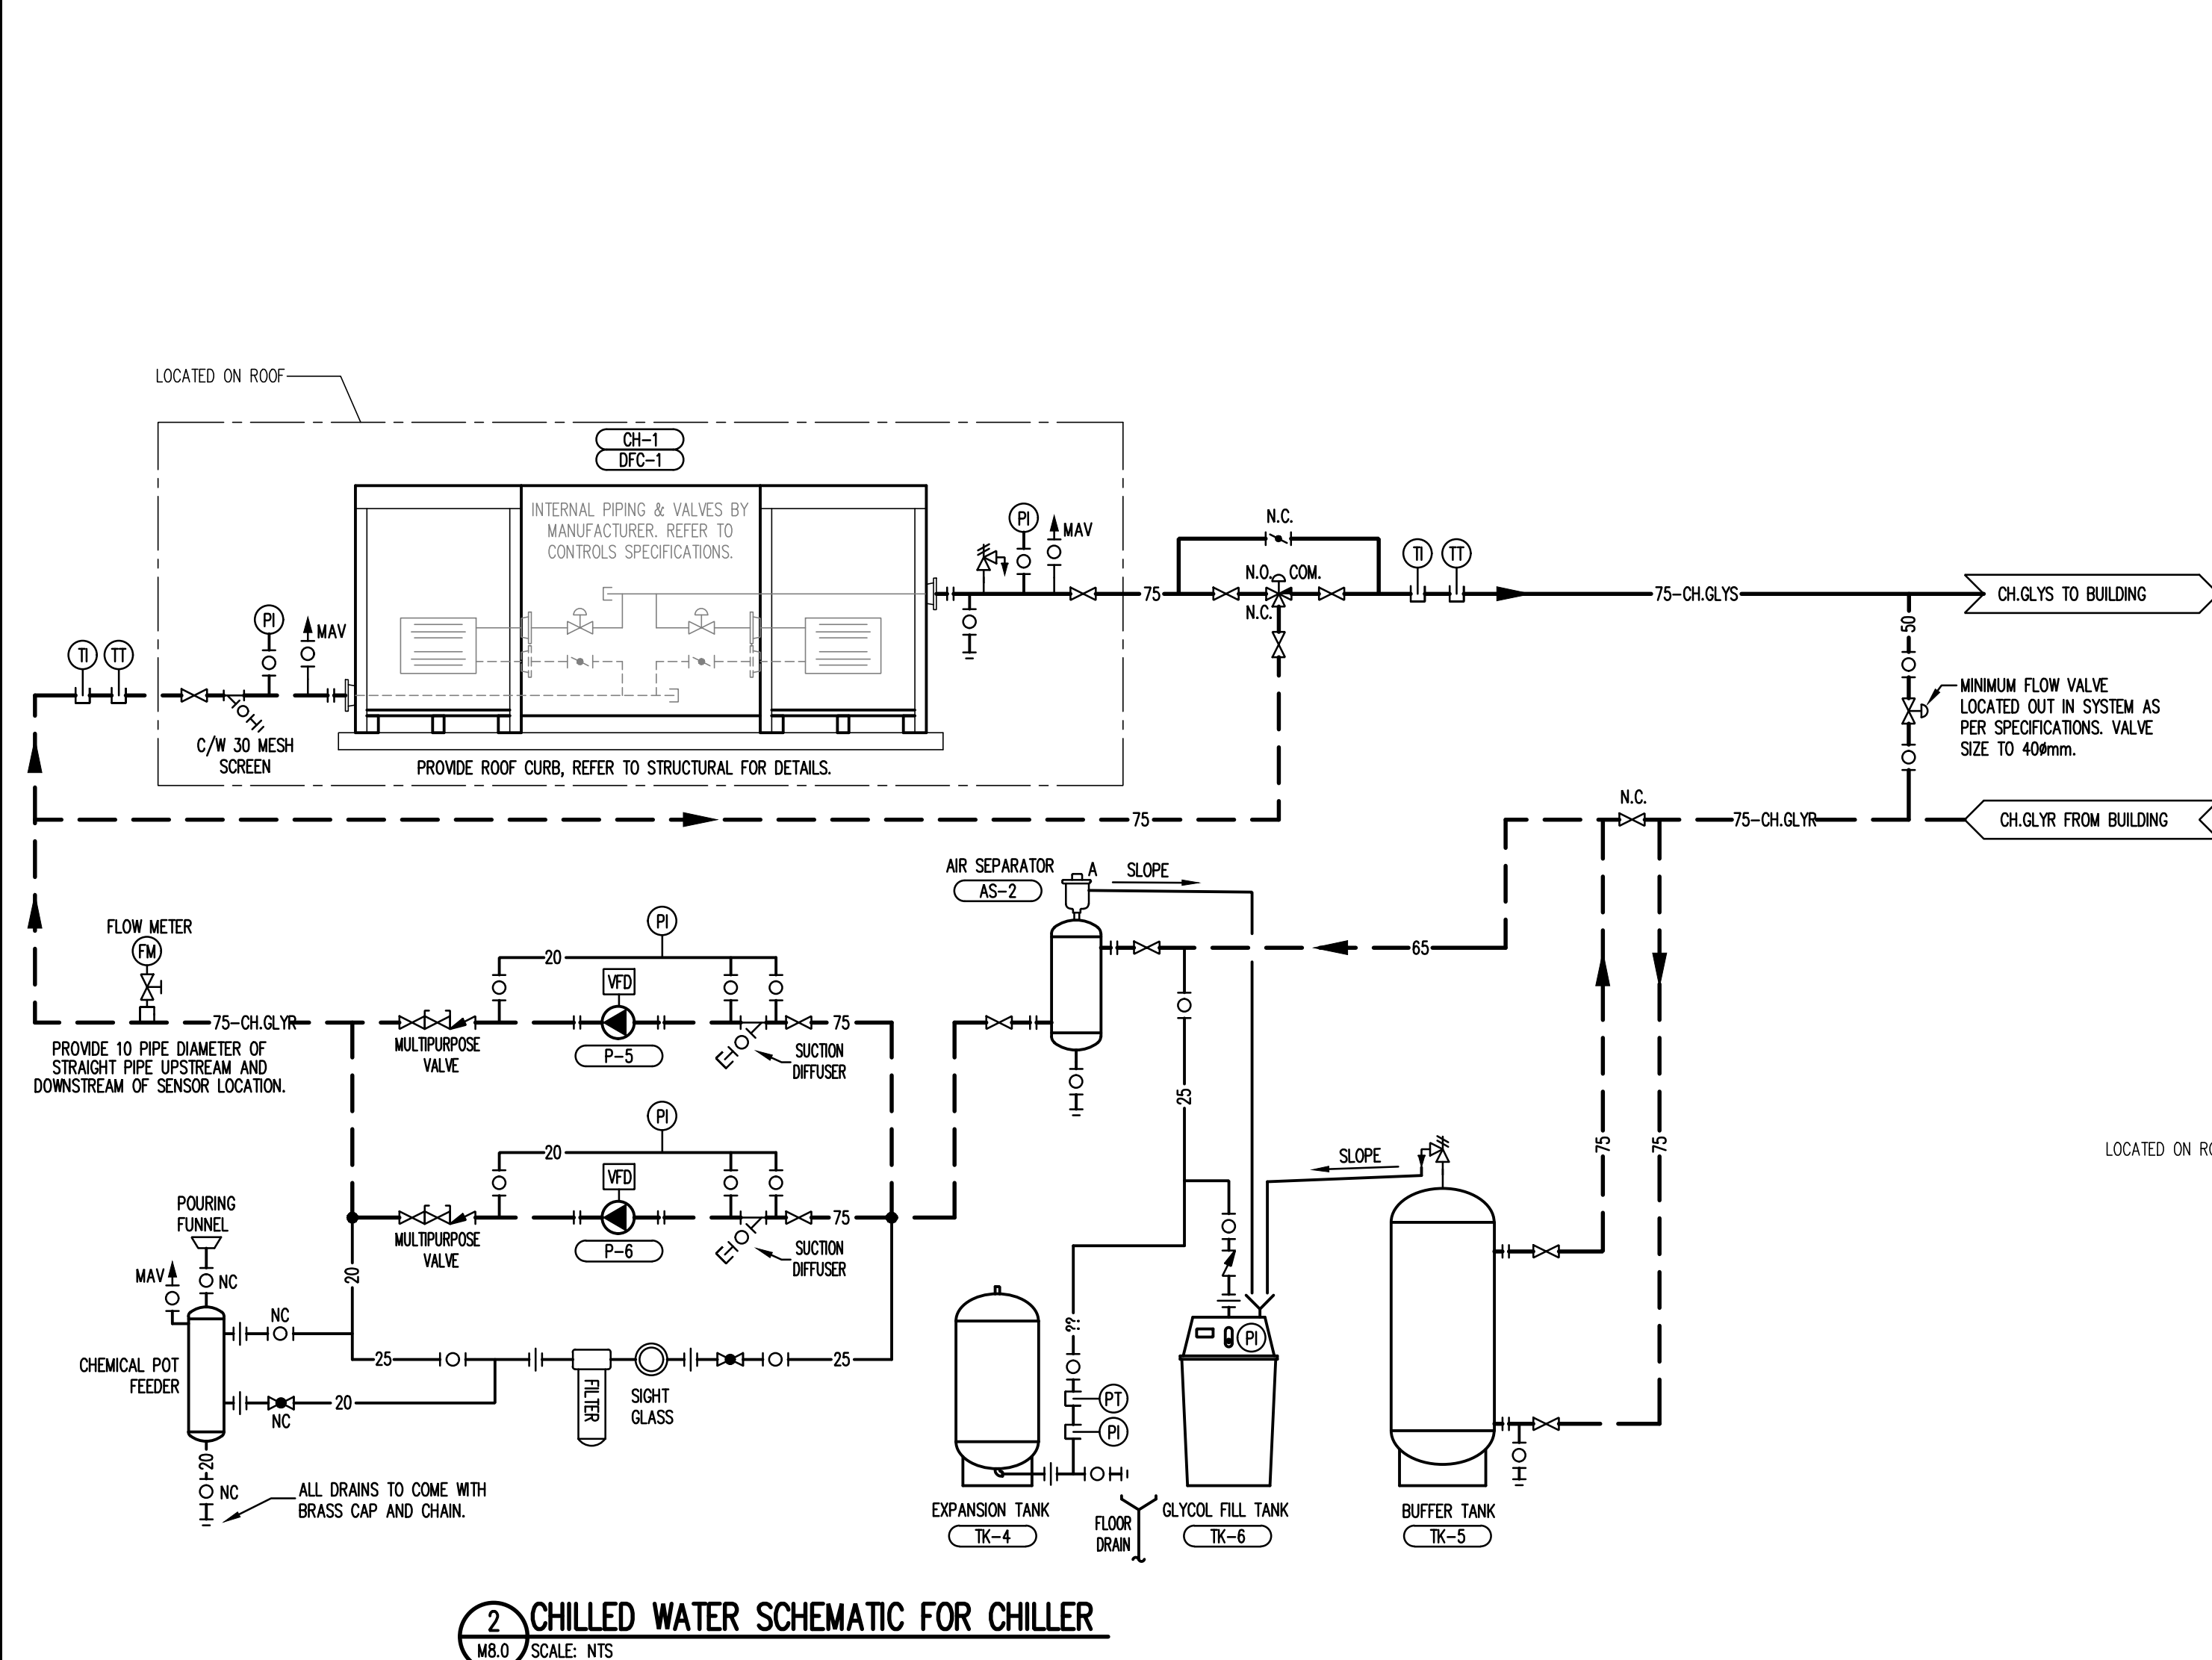 LOCATED ON ROOF
CH-1
DFC-1
INTERNAL PIPING & VALVES BY
MANUFACTURER. REFER TO
CONTROLS SPECIFICATIONS.
PI
MAV
N.C.
TI
TT
N.O.
COM.
N.C.
75
75-CH.GLYS
CH.GLYS TO BUILDING
50
PI
MAV
TI
TT
C/W 30 MESH
SCREEN
PROVIDE ROOF CURB, REFER TO STRUCTURAL FOR DETAILS.
MINIMUM FLOW VALVE
LOCATED OUT IN SYSTEM AS
PER SPECIFICATIONS. VALVE
SIZE TO 40ømm.
75
N.C.
75-CH.GLYR
CH.GLYR FROM BUILDING
AIR SEPARATOR
AS-2
A
SLOPE
65
FLOW METER
FM
PI
20
VFD
75-CH.GLYR
75
P-5
MULTIPURPOSE
VALVE
SUCTION
DIFFUSER
PROVIDE 10 PIPE DIAMETER OF
STRAIGHT PIPE UPSTREAM AND
DOWNSTREAM OF SENSOR LOCATION.
25
PI
20
VFD
75
P-6
MULTIPURPOSE
VALVE
SUCTION
DIFFUSER
SLOPE
75
75
LOCATED ON RO
POURING
FUNNEL
MAV
NC
20
NC
CHEMICAL POT
FEEDER
25
25
FILTER
SIGHT
GLASS
20
NC
20
NC
ALL DRAINS TO COME WITH
BRASS CAP AND CHAIN.
??
PT
PI
PI
EXPANSION TANK
TK-4
FLOOR
DRAIN
GLYCOL FILL TANK
TK-6
BUFFER TANK
TK-5
2
M8.0
CHILLED WATER SCHEMATIC FOR CHILLER
SCALE: NTS